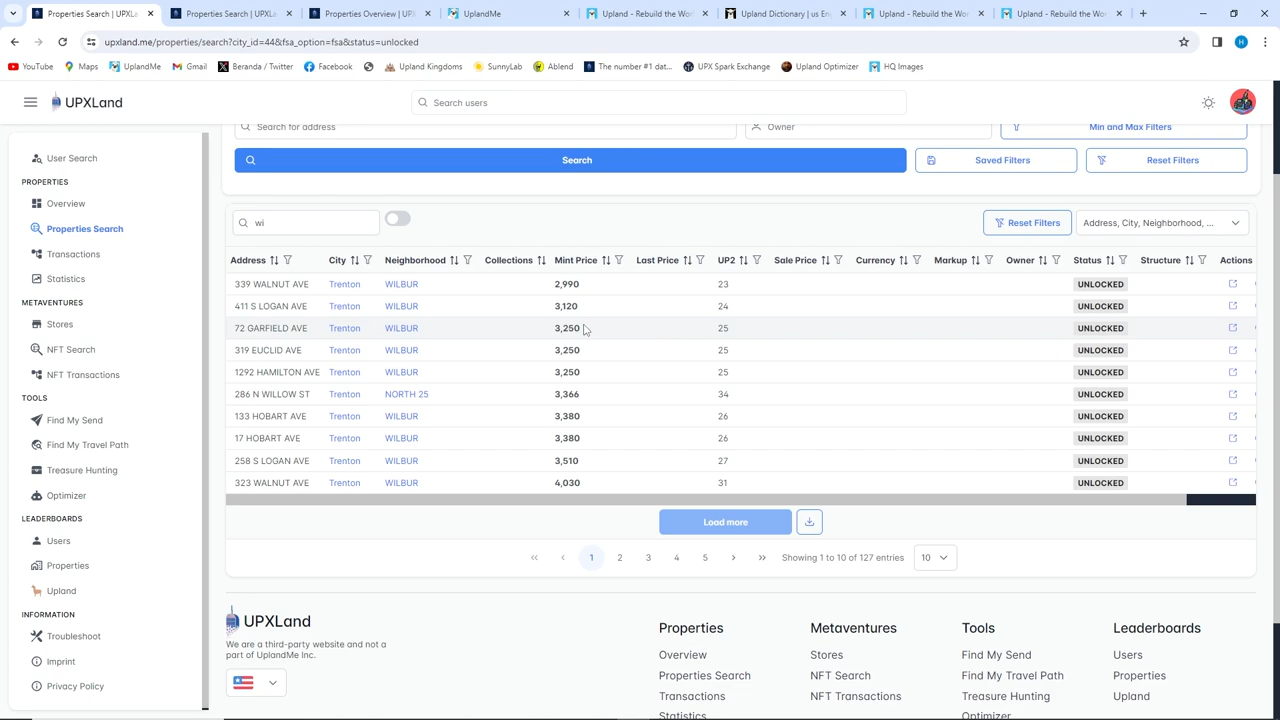 Properties Search | UPXL
Properties Search | UPXL
Properties Overview | UPX
UplandMe
Upland - Rebuild the Wo
Upland Dictionary | us En
Upland - Rebuild the Wo
Upland - Rebuild the Wo
upxland.me/properties/search?city_id=44&fsa_option=fsa&status=unlocked
H
YouTube
Maps
UplandMe
Gmail
Beranda / Twitter
Facebook
Upland Kingdoms
SunnyLab
Ablend
The number #1 dat...
UPX Spark Exchange
Upland Optimizer
HQ Images
UPXLand
Search users
User Search
PROPERTIES
Overview
Properties Search
Transactions
Statistics
METAVENTURES
Stores
NFT Search
NFT Transactions
TOOLS
Find My Send
Find My Travel Path
Treasure Hunting
Optimizer
LEADERBOARDS
Users
Properties
Upland
INFORMATION
Troubleshoot
Imprint
Privacy Policy
Search for address
Owner
Min and Max Filters
Search
Saved Filters
Reset Filters
wi
Reset Filters
Address, City, Neighborhood, ...
Address City Neighborhood Collections Mint Price Last Price UP2 Sale Price Currency Markup Owner Status Structure Actions
339 WALNUT AVE Trenton WILBUR 2,990 23 UNLOCKED
411 S LOGAN AVE Trenton WILBUR 3,120 24 UNLOCKED
72 GARFIELD AVE Trenton WILBUR 3,250 25 UNLOCKED
319 EUCLID AVE Trenton WILBUR 3,250 25 UNLOCKED
1292 HAMILTON AVE Trenton WILBUR 3,250 25 UNLOCKED
286 N WILLOW ST Trenton NORTH 25 3,366 34 UNLOCKED
133 HOBART AVE Trenton WILBUR 3,380 26 UNLOCKED
17 HOBART AVE Trenton WILBUR 3,380 26 UNLOCKED
258 S LOGAN AVE Trenton WILBUR 3,510 27 UNLOCKED
323 WALNUT AVE Trenton WILBUR 4,030 31 UNLOCKED
Load more
1 2 3 4 5 Showing 1 to 10 of 127 entries 10
UPXLand
We are a third-party website and not a
part of UplandMe Inc.
Properties
Overview
Properties Search
Transactions
Statistics
Metaventures
Stores
NFT Search
NFT Transactions
Tools
Find My Send
Find My Travel Path
Treasure Hunting
Optimizer
Leaderboards
Users
Properties
Upland